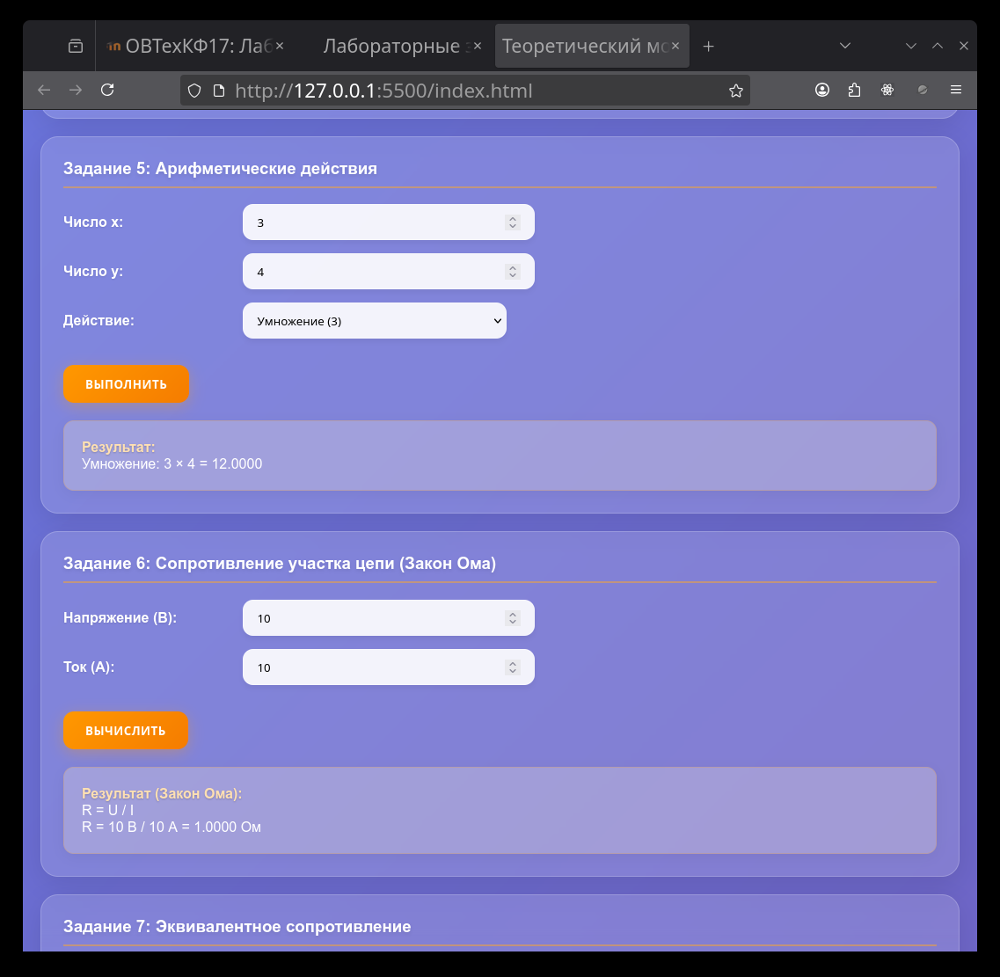 ОВТехКФ17: Лаб
Лабораторные
Теоретический мо
http://127.0.0.1:5500/index.html
Задание 5: Арифметические действия
Число x:
3
Число y:
4
Действие:
Умножение (3)
ВЫПОЛНИТЬ
Результат:
Умножение: 3 × 4 = 12.0000
Задание 6: Сопротивление участка цепи (Закон Ома)
Напряжение (В):
10
Ток (А):
10
ВЫЧИСЛИТЬ
Результат (Закон Ома):
R = U / I
R = 10 В / 10 А = 1.0000 Ом
Задание 7: Эквивалентное сопротивление